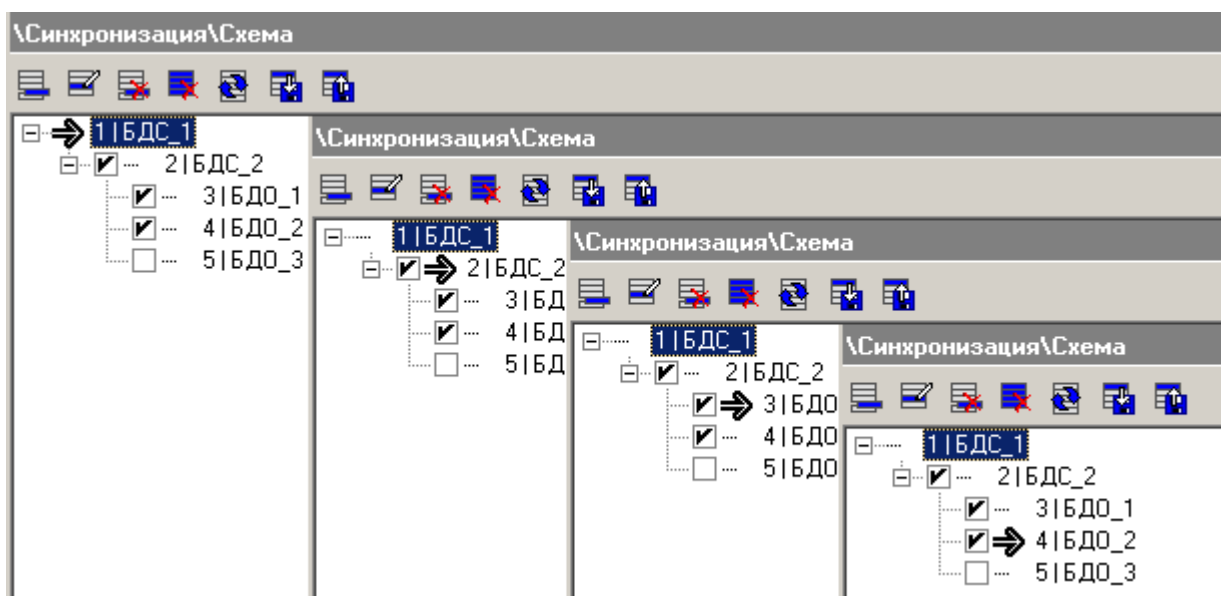 \Синхронизация\Схема
1|БДС_1
2|БДС_2
3|БДО_1
4|БДО_2
5|БДО_3
\Синхронизация\Схема
1|БДС_1
2|БДС_2
3|БД
4|БД
5|БД
\Синхронизация\Схема
1|БДС_1
2|БДС_2
3|БДО
4|БДО
5|БДО
\Синхронизация\Схема
1|БДС_1
2|БДС_2
3|БДО_1
4|БДО_2
5|БДО_3